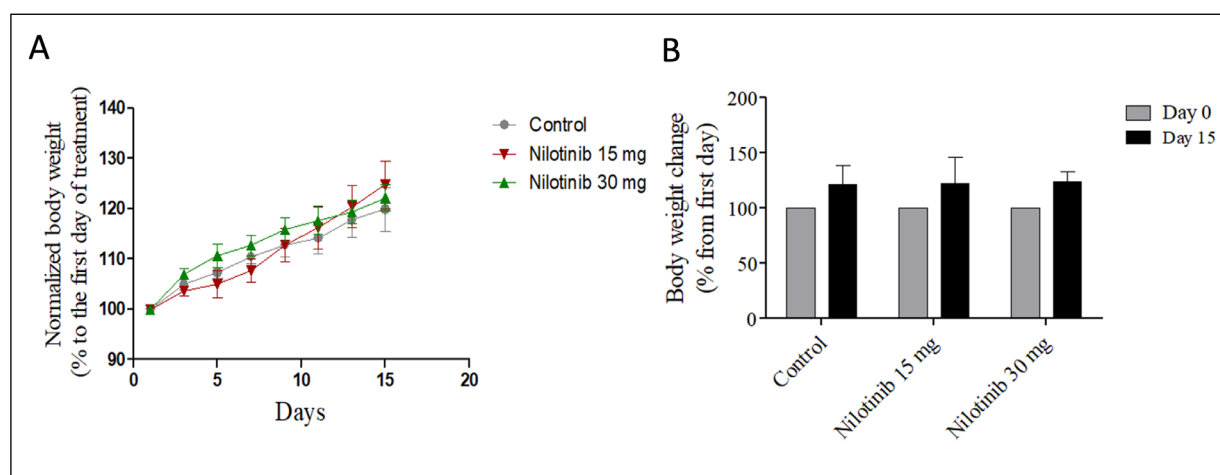 A
Normalized body weight
(% to the first day of treatment)
140
130
120
110
100
90
0
5
10
15
20
Days
Control
Nilotinib 15 mg
Nilotinib 30 mg
B
Body weight change
(% from first day)
200
150
100
50
0
Control
Nilotinib 15 mg
Nilotinib 30 mg
Day 0
Day 15